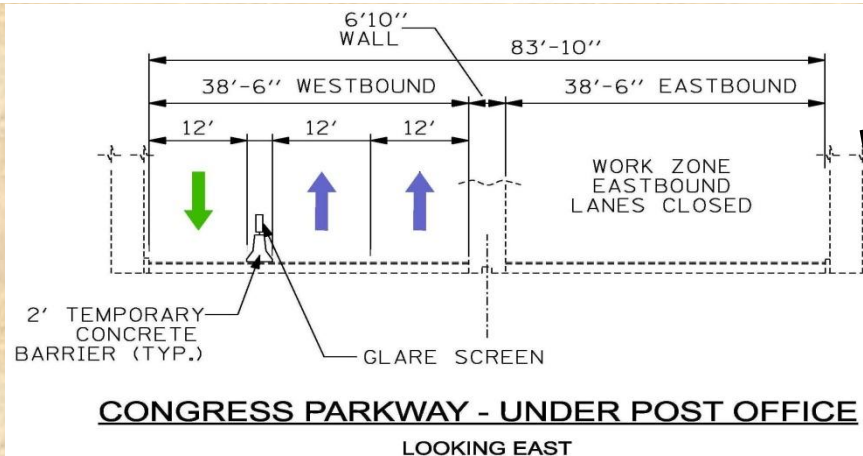 6'10"
WALL
83'-10"
38'-6" WESTBOUND
38'-6" EASTBOUND
12'
12'
12'
WORK ZONE
EASTBOUND
LANES CLOSED
2' TEMPORARY
CONCRETE
BARRIER (TYP.)
GLARE SCREEN
CONGRESS PARKWAY - UNDER POST OFFICE
LOOKING EAST